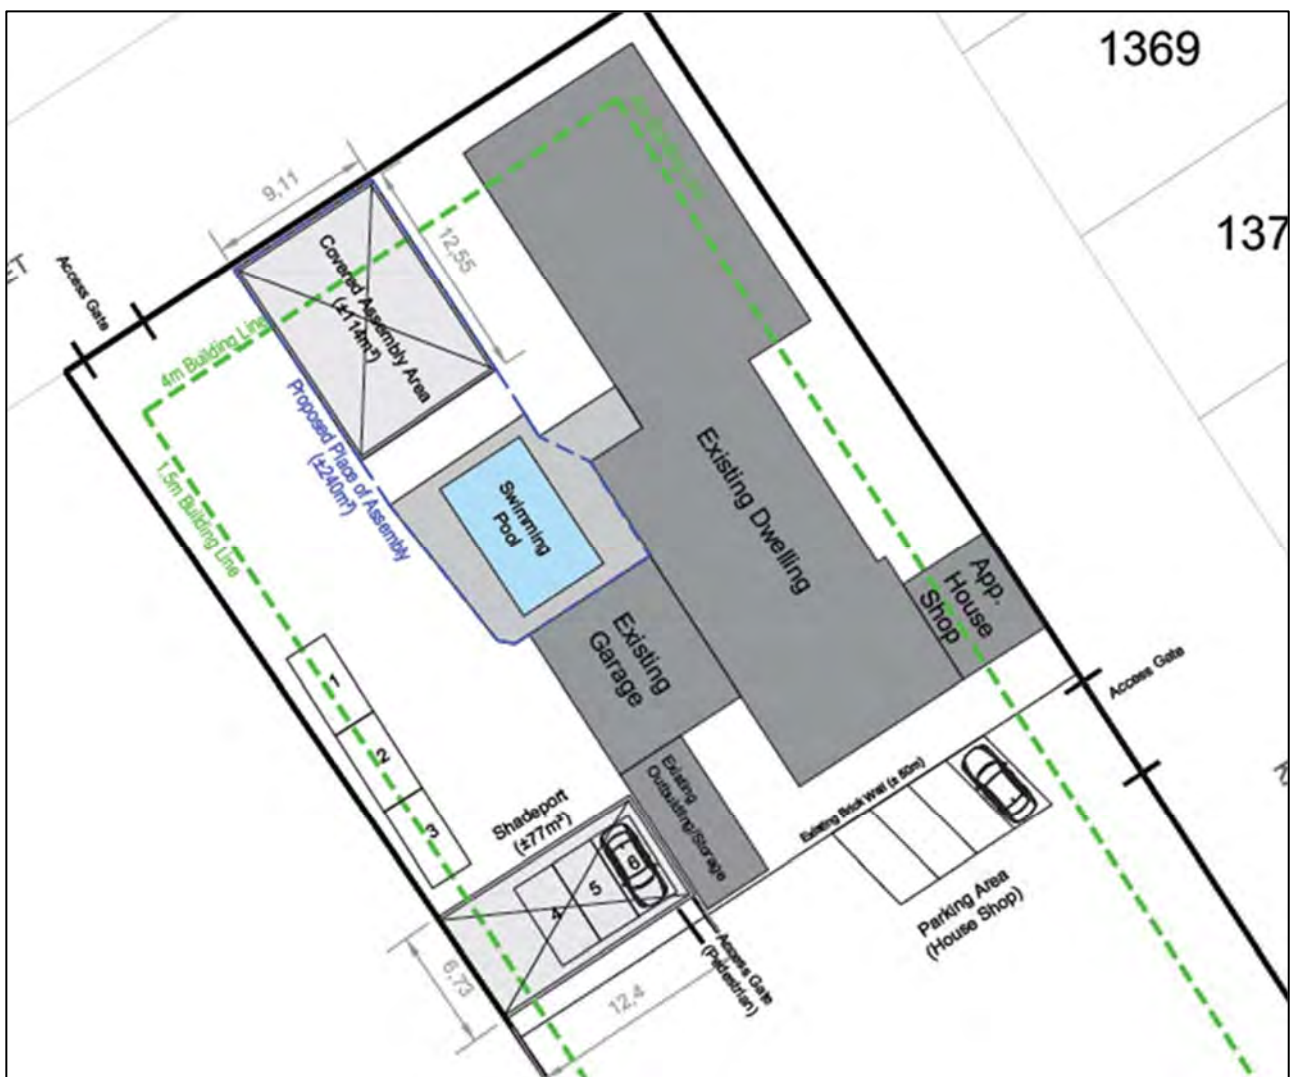 1369
137
9,11
12,55
Access Gate
ET
Covered Assembly Area
(±114m²)
4m Building Line
1,5m Building Line
Proposed Place of Assembly
(±240m²)
Swimming
Pool
Existing Dwelling
App.
House
Shop
Existing
Garage
Access Gate
1
2
3
Existing
Outbuilding/Storage
Existing Brick Wall (± 50m)
Shadeport
(±77m²)
4
5
6
Parking Area
(House Shop)
Access Gate
(Pedestrian)
6,73
12,4